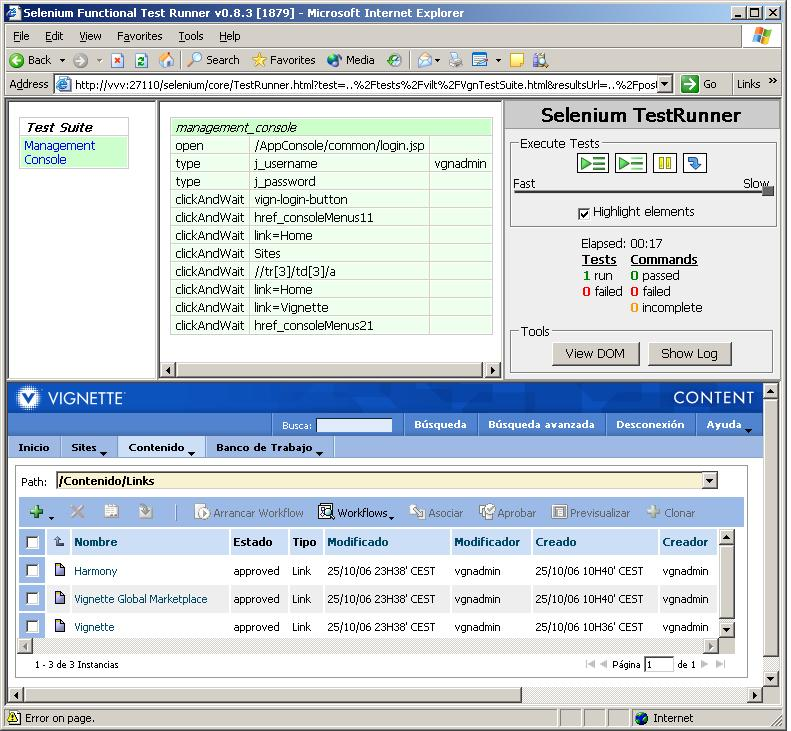 Selenium Functional Test Runner v0.8.3 [1879] - Microsoft Internet Explorer
File Edit View Favorites Tools Help
Back Search Favorites Media
Address http://vvv:27110/selenium/core/TestRunner.html?test=..%2Ftests%2Fvilt%2FVgnTestSuite.html&resultsUrl=..%2Fpos Go Links »
Test Suite
Management
Console
management_console
open /AppConsole/common/login.jsp
type j_username vgnadmin
type j_password
clickAndWait vign-login-button
clickAndWait href_consoleMenus11
clickAndWait link=Home
clickAndWait Sites
clickAndWait //tr[3]/td[3]/a
clickAndWait link=Home
clickAndWait link=Vignette
clickAndWait href_consoleMenus21
Selenium TestRunner
Execute Tests
Fast Slow
Highlight elements
Elapsed: 00:17
Tests Commands
1 run 0 passed
0 failed 0 failed
0 incomplete
Tools
View DOM Show Log
VIGNETTE CONTENT
Busca: Búsqueda Búsqueda avanzada Desconexión Ayuda
Inicio Sites Contenido Banco de Trabajo
Path: /Contenido/Links
Arrancar Workflow Workflows Asociar Aprobar Previsualizar Clonar
Nombre Estado Tipo Modificado Modificador Creado Creador
Harmony approved Link 25/10/06 23H38' CEST vgnadmin 25/10/06 10H40' CEST vgnadmin
Vignette Global Marketplace approved Link 25/10/06 23H38' CEST vgnadmin 25/10/06 10H40' CEST vgnadmin
Vignette approved Link 25/10/06 23H38' CEST vgnadmin 25/10/06 10H36' CEST vgnadmin
1 - 3 de 3 Instancias Página 1 de 1
Error on page. Internet